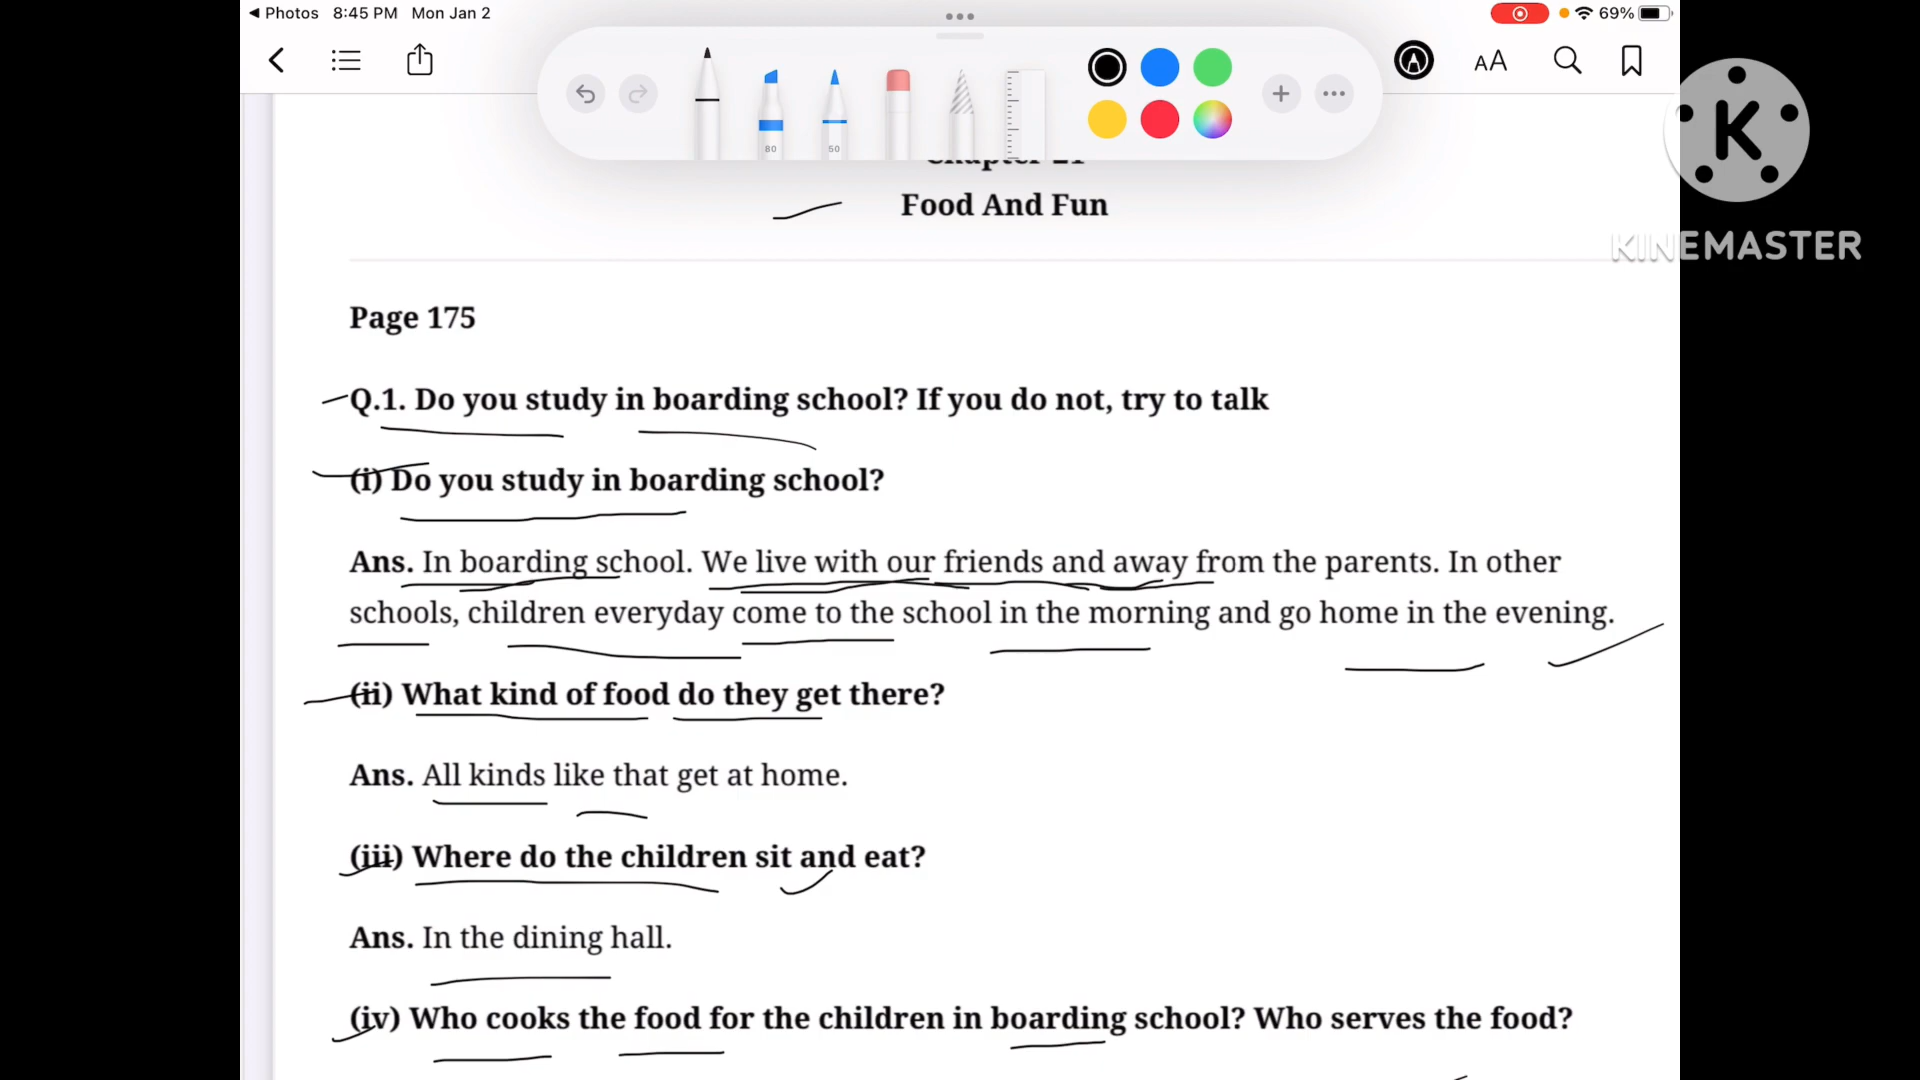 Photos 8:45 PM Mon Jan 2
69%
80
50
AA
K
KINEMASTER
Chapter 21
Food And Fun
Page 175
Q.1. Do you study in boarding school? If you do not, try to talk
(i) Do you study in boarding school?
Ans. In boarding school. We live with our friends and away from the parents. In other
schools, children everyday come to the school in the morning and go home in the evening.
(ii) What kind of food do they get there?
Ans. All kinds like that get at home.
(iii) Where do the children sit and eat?
Ans. In the dining hall.
(iv) Who cooks the food for the children in boarding school? Who serves the food?